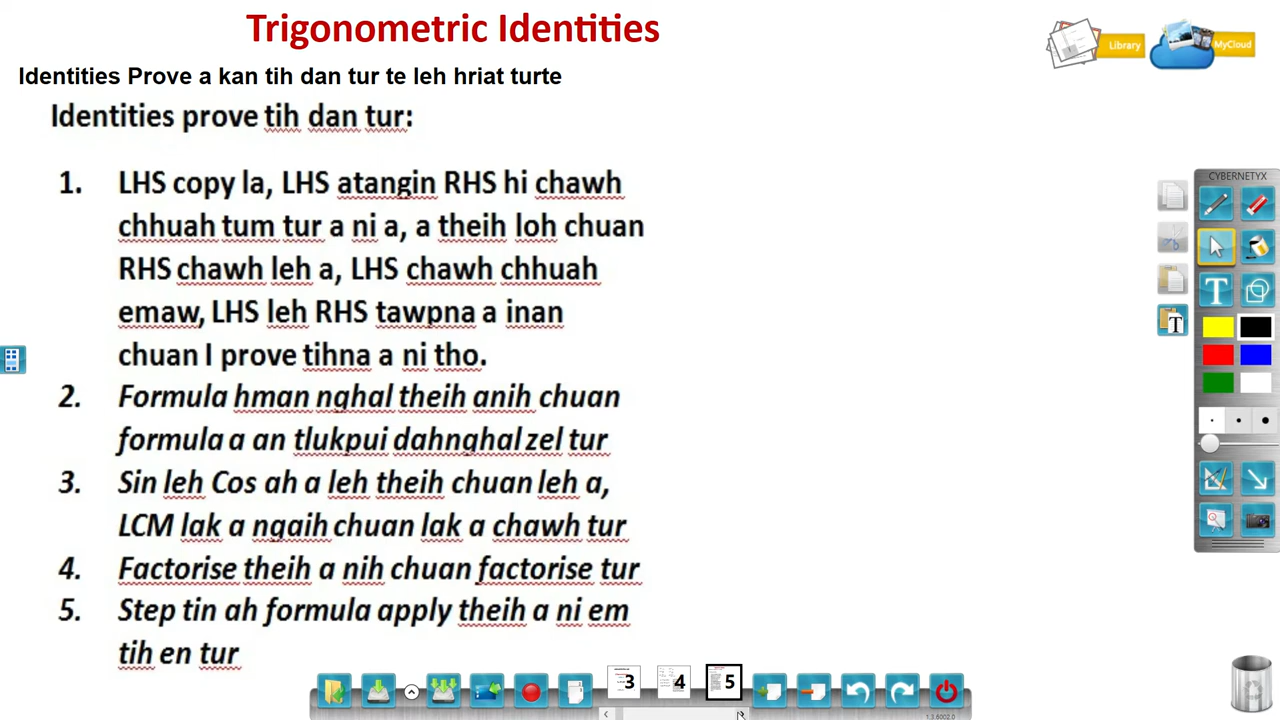 Trigonometric Identities
Library
MyCloud
Identities Prove a kan tih dan tur te leh hriat turte
Identities prove tih dan tur:
1. LHS copy la, LHS atangin RHS hi chawh
chhuah tum tur a ni a, a theih loh chuan
RHS chawh leh a, LHS chawh chhuah
emaw, LHS leh RHS tawpna a inan
chuan I prove tihna a ni tho.
2. Formula hman nghal theih anih chuan
formula a an tlukpui dahnghal zel tur
3. Sin leh Cos ah a leh theih chuan leh a,
LCM lak a ngaih chuan lak a chawh tur
4. Factorise theih a nih chuan factorise tur
5. Step tin ah formula apply theih a ni em
tih en tur
CYBERNETYX
T
T
3
4
5
1.3.6002.0